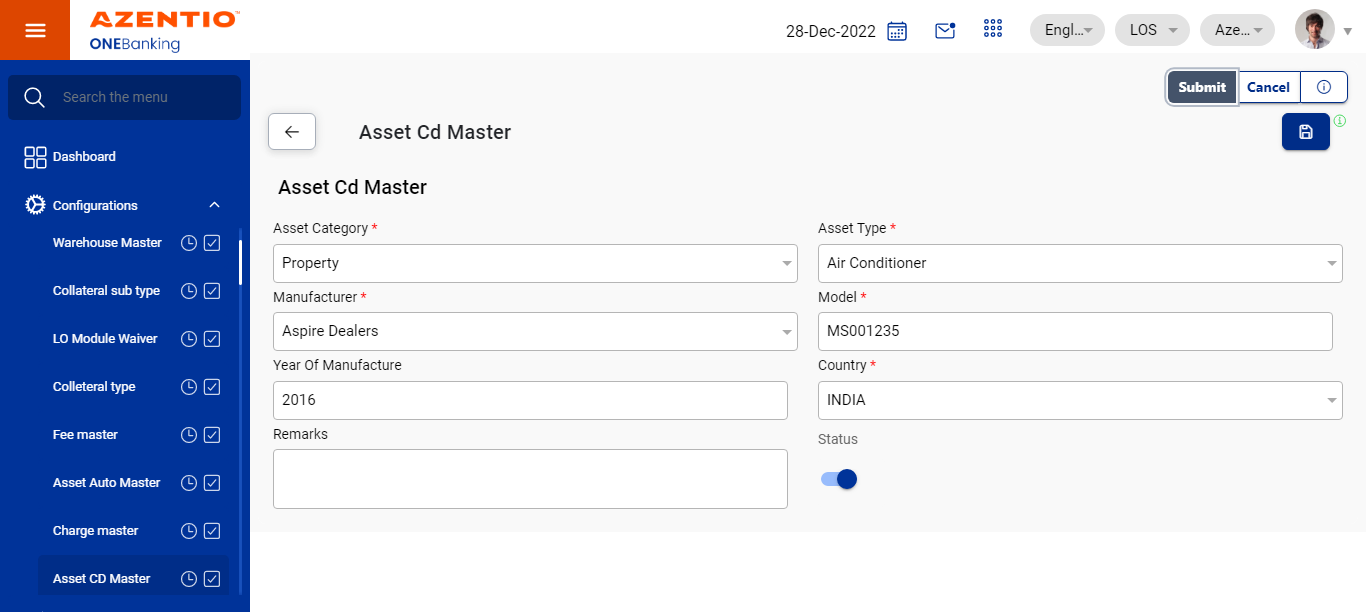 AZENTIO™
ONEBanking
28-Dec-2022
Engl...
LOS
Aze...
Search the menu
Dashboard
Configurations
Warehouse Master
Collateral sub type
LO Module Waiver
Colleteral type
Fee master
Asset Auto Master
Charge master
Asset CD Master
Submit
Cancel
Asset Cd Master
Asset Cd Master
Asset Category *
Property
Asset Type *
Air Conditioner
Manufacturer *
Aspire Dealers
Model *
MS001235
Year Of Manufacture
2016
Country *
INDIA
Remarks
Status